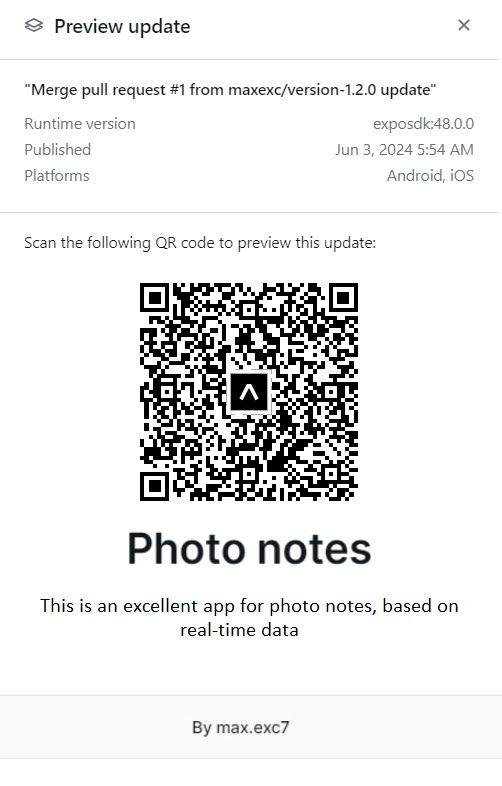 Preview update
"Merge pull request #1 from maxexc/version-1.2.0 update"
Runtime version exposdk:48.0.0
Published Jun 3, 2024 5:54 AM
Platforms Android, iOS
Scan the following QR code to preview this update:
Photo notes
This is an excellent app for photo notes, based on
real-time data
By max.exc7